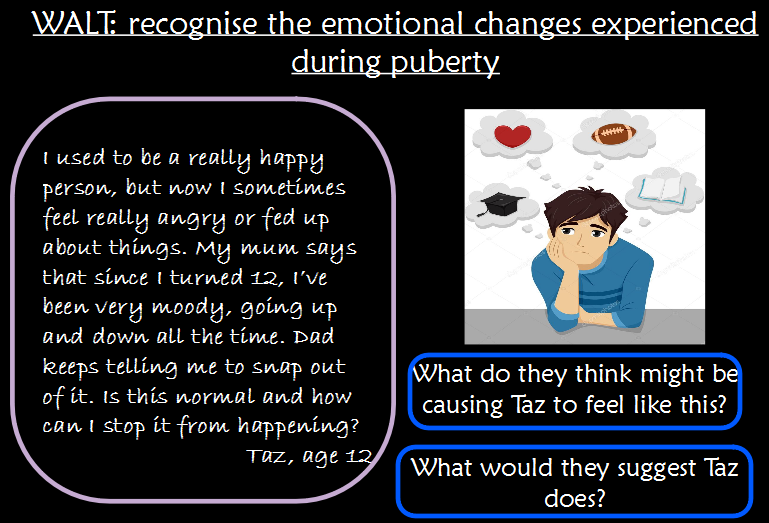 WALT: recognise the emotional changes experienced
during puberty
I used to be a really happy
person, but now I sometimes
feel really angry or fed up
about things. My mum says
that since I turned 12, I've
been very moody, going up
and down all the time. Dad
keeps telling me to snap out
of it. Is this normal and how
can I stop it from happening?
Taz, age 12
What do they think might be
causing Taz to feel like this?
What would they suggest Taz
does?